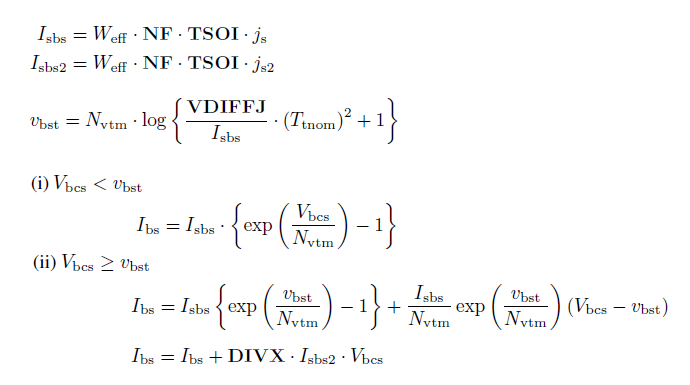 I_sbs = W_eff · NF · TSOI · j_s
I_sbs2 = W_eff · NF · TSOI · j_s2
v_bst = N_vtm · log { VDIFFJ / I_sbs · (T_tnom)^2 + 1 }
(i) V_bcs < v_bst
I_bs = I_sbs · { exp ( V_bcs / N_vtm ) − 1 }
(ii) V_bcs ≥ v_bst
I_bs = I_sbs { exp ( v_bst / N_vtm ) − 1 } + I_sbs / N_vtm exp ( v_bst / N_vtm ) (V_bcs − v_bst)
I_bs = I_bs + DIVX · I_sbs2 · V_bcs